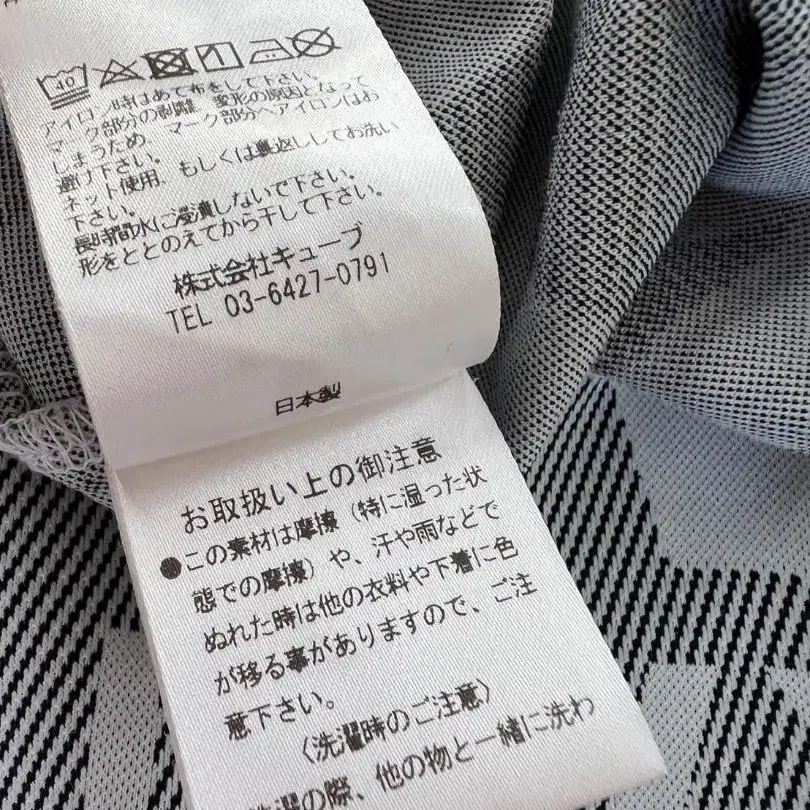 40
アイロン時はあて布をして下さい。
マーク部分の剥離、変形の原因となって
しまうため、マーク部分へアイロンはお
避け下さい。
ネット使用、もしくは裏返ししてお洗い
下さい。
長時間水に浸漬しないで下さい。
形をととのえてから干して下さい。
株式会社キューブ
TEL 03-6427-0791
日本製
お取扱い上の御注意
●この素材は摩擦（特に湿った状
態での摩擦）や、汗や雨などで
ぬれた時は他の衣料や下着に色
が移る事がありますので、ご注
意下さい。
〈洗濯時のご注意〉
の際、他の物と一緒に洗わ